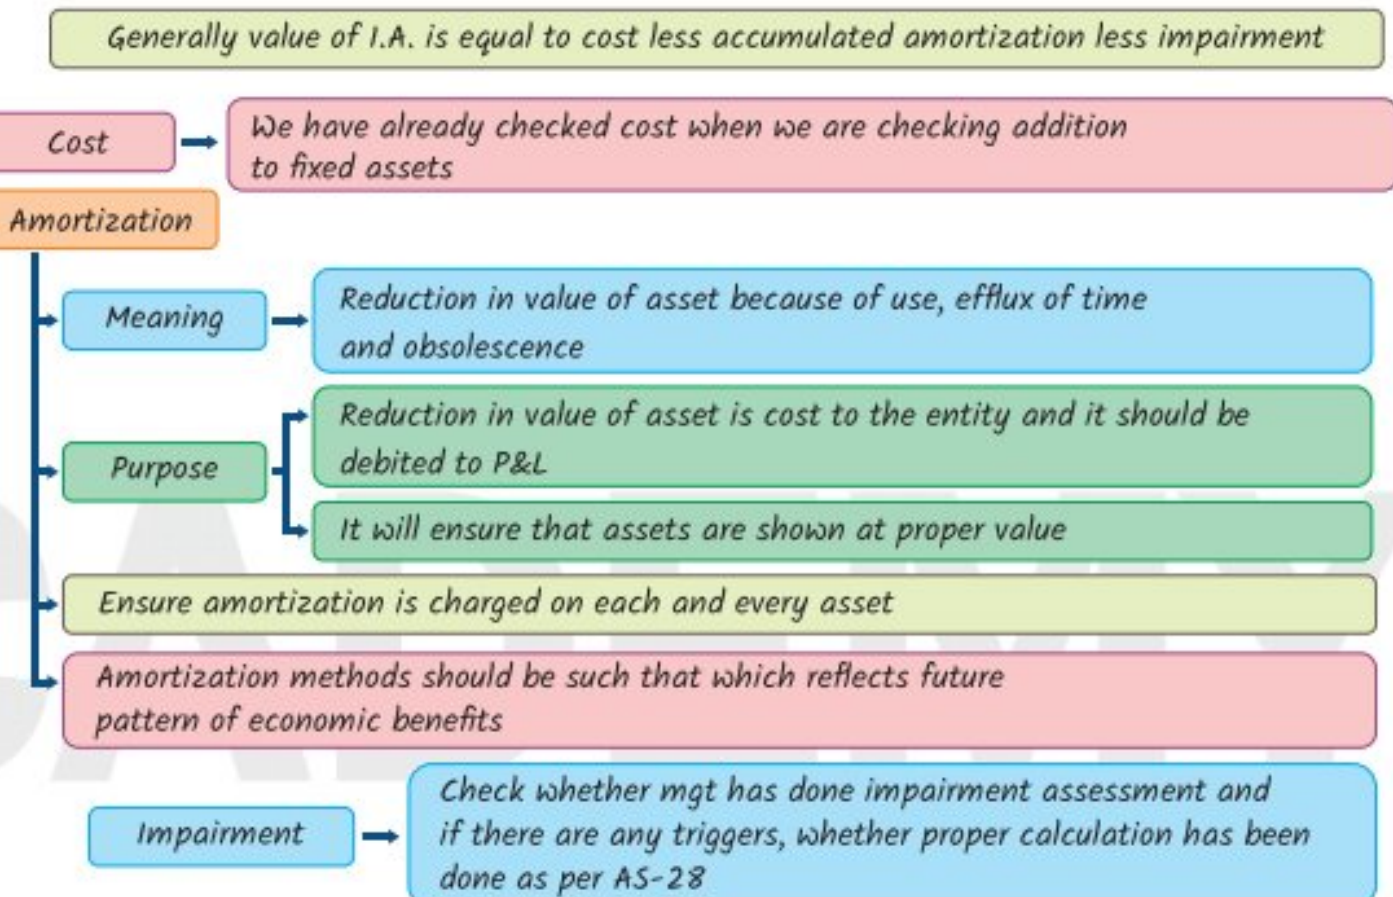 Generally value of I.A. is equal to cost less accumulated amortization less impairment
Cost
We have already checked cost when we are checking addition
to fixed assets
Amortization
Meaning
Reduction in value of asset because of use, efflux of time
and obsolescence
Purpose
Reduction in value of asset is cost to the entity and it should be
debited to P&L
It will ensure that assets are shown at proper value
Ensure amortization is charged on each and every asset
Amortization methods should be such that which reflects future
pattern of economic benefits
Impairment
Check whether mgt has done impairment assessment and
if there are any triggers, whether proper calculation has been
done as per AS-28